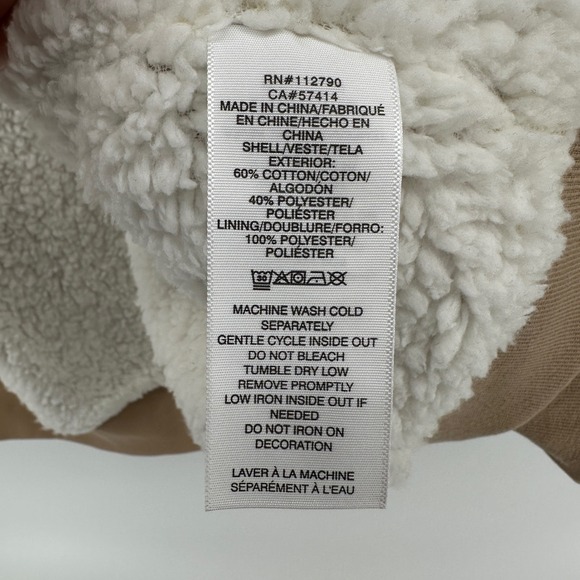 RN#112790
CA#57414
MADE IN CHINA/FABRIQUÉ
EN CHINE/HECHO EN
CHINA
SHELL/VESTE/TELA
EXTERIOR:
60% COTTON/COTON/
ALGODÓN
40% POLYESTER/
POLIÉSTER
LINING/DOUBLURE/FORRO:
100% POLYESTER/
POLIÉSTER
30
MACHINE WASH COLD
SEPARATELY
GENTLE CYCLE INSIDE OUT
DO NOT BLEACH
TUMBLE DRY LOW
REMOVE PROMPTLY
LOW IRON INSIDE OUT IF
NEEDED
DO NOT IRON ON
DECORATION
LAVER À LA MACHINE
SÉPARÉMENT À L'EAU